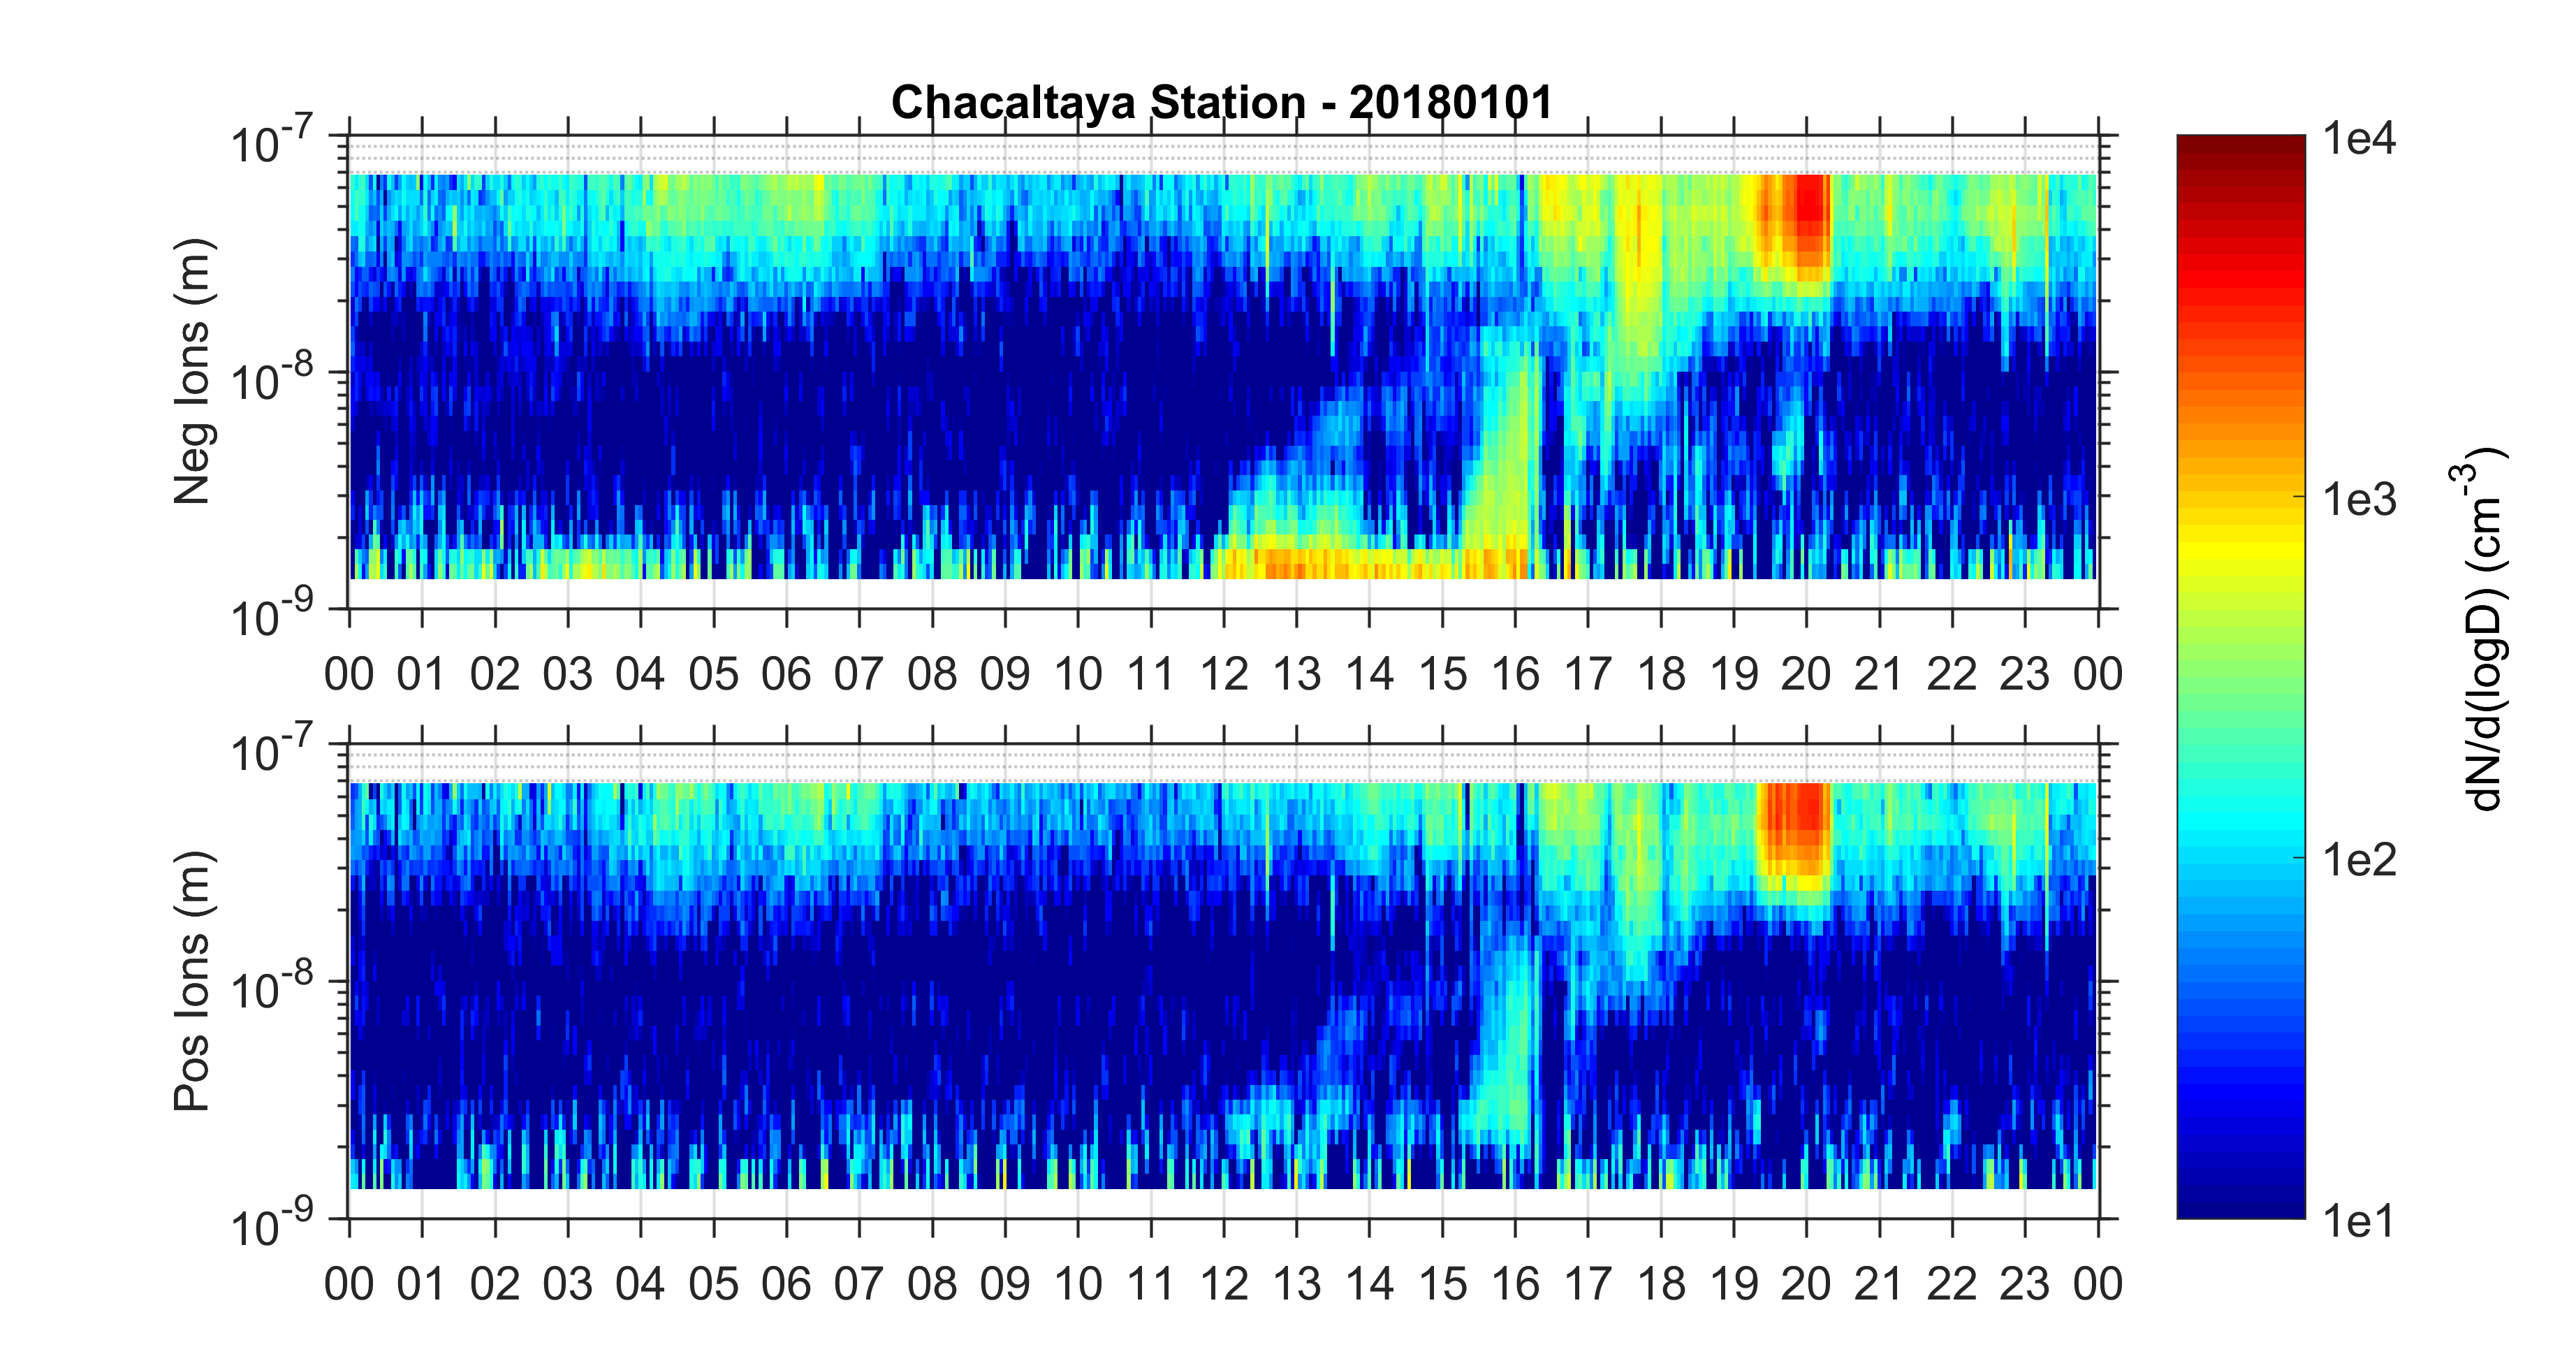 Chacaltaya Station - 20180101
Neg Ions (m)
10-7
10-8
10-9
00 01 02 03 04 05 06 07 08 09 10 11 12 13 14 15 16 17 18 19 20 21 22 23 00
Pos Ions (m)
10-7
10-8
10-9
00 01 02 03 04 05 06 07 08 09 10 11 12 13 14 15 16 17 18 19 20 21 22 23 00
1e4
1e3
1e2
1e1
dN/d(logD) (cm-3)